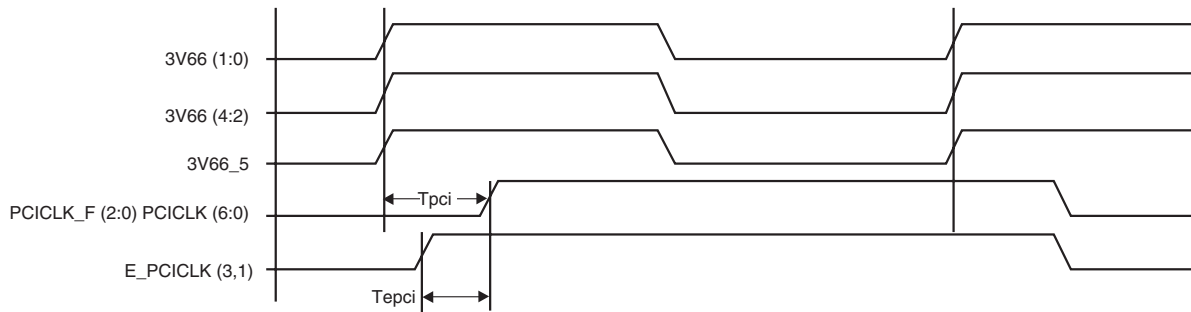 3V66 (1:0)
3V66 (4:2)
3V66_5
Tpci
PCICLK_F (2:0) PCICLK (6:0)
E_PCICLK (3,1)
Tepci